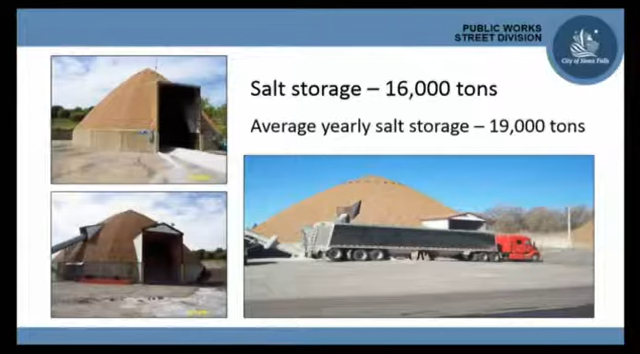 PUBLIC WORKS
STREET DIVISION
City of Sioux Falls
Salt storage – 16,000 tons
Average yearly salt storage – 19,000 tons